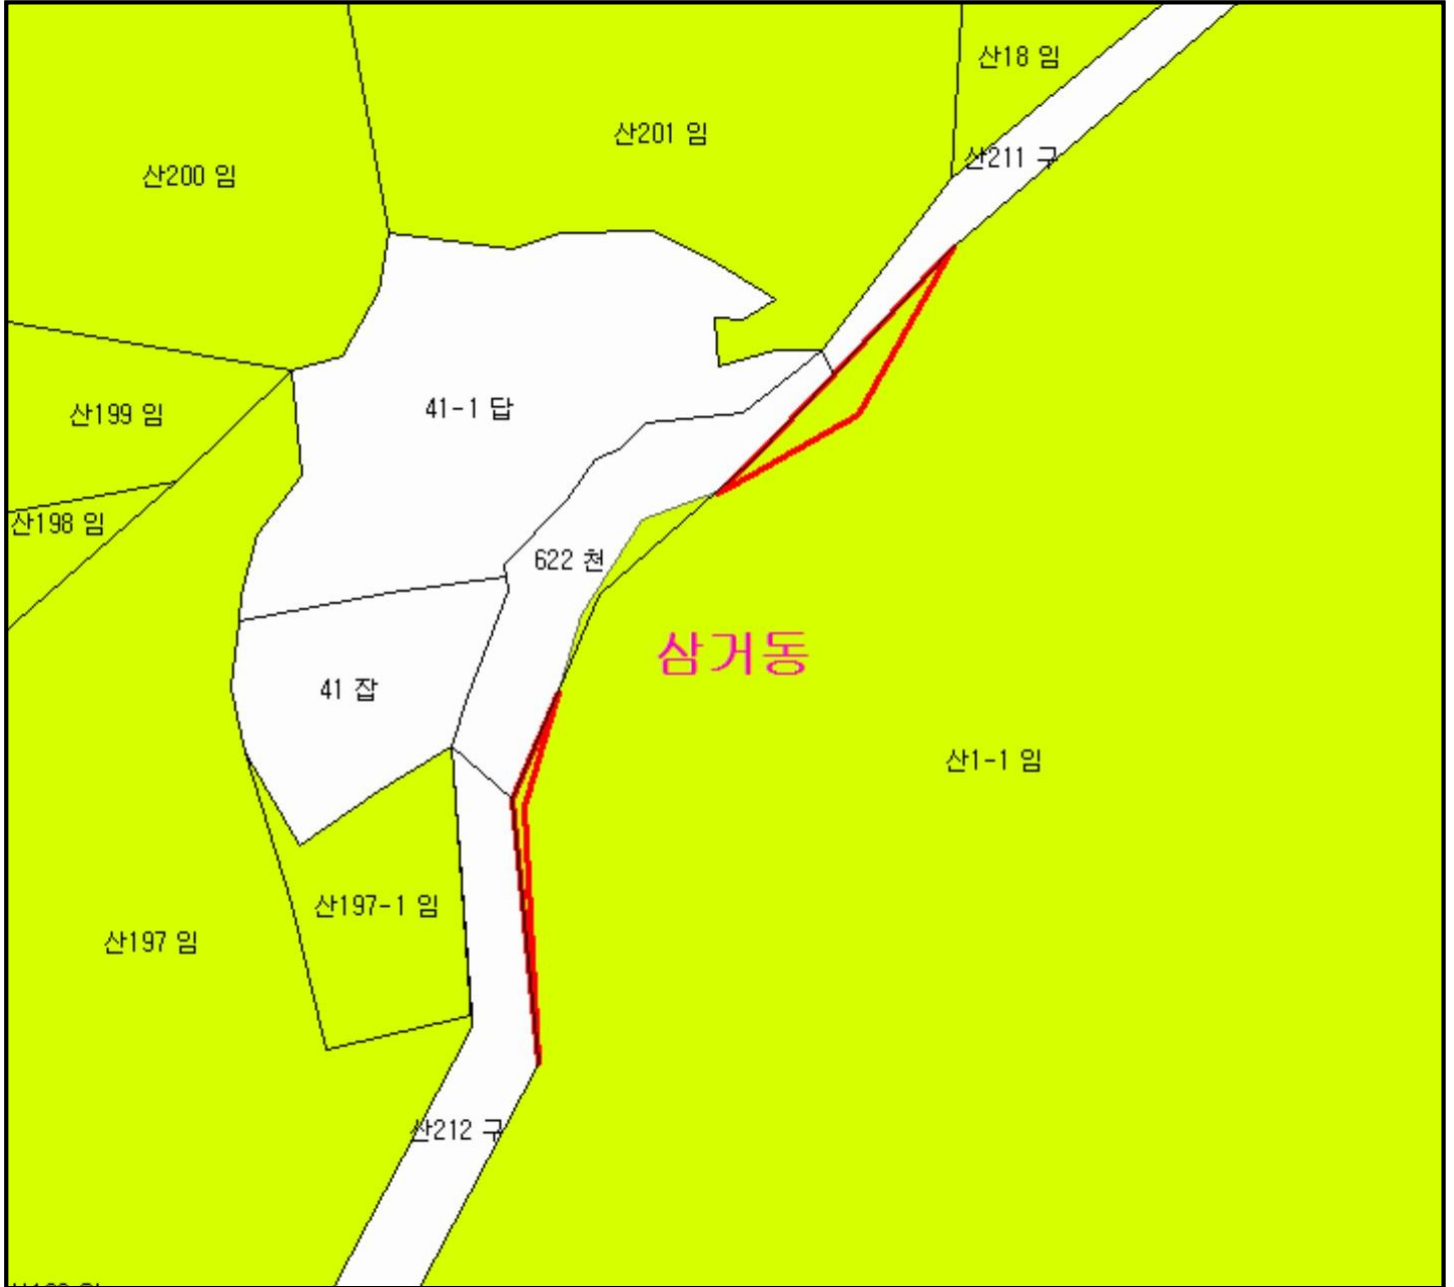 산18 임
산201 임
산211 구
산200 임
41-1 답
산199 임
산198 임
622 천
삼거동
41 잡
산1-1 임
산197-1 임
산197 임
산212 구